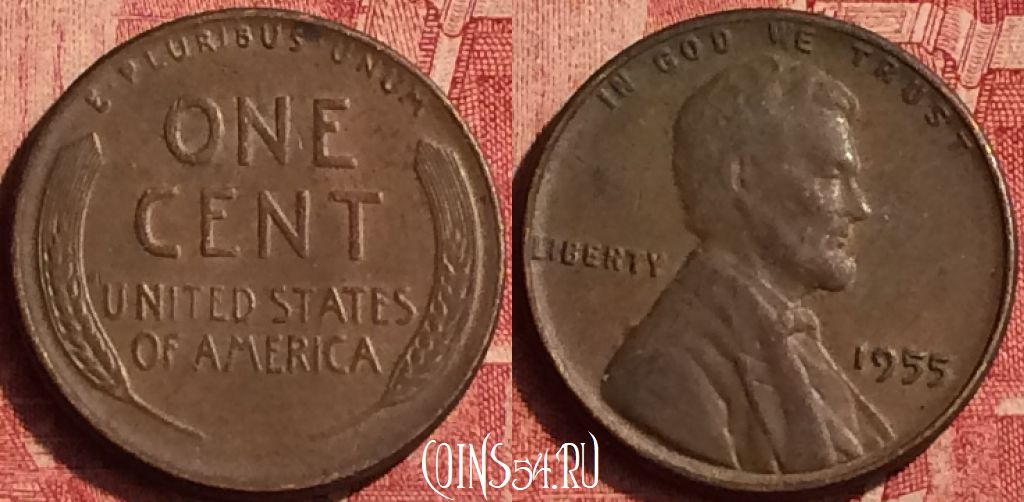 E·PLURIBUS·UNUM
ONE
CENT
UNITED STATES
OF AMERICA
IN GOD WE TRUST
LIBERTY
1955
COINS54.RU